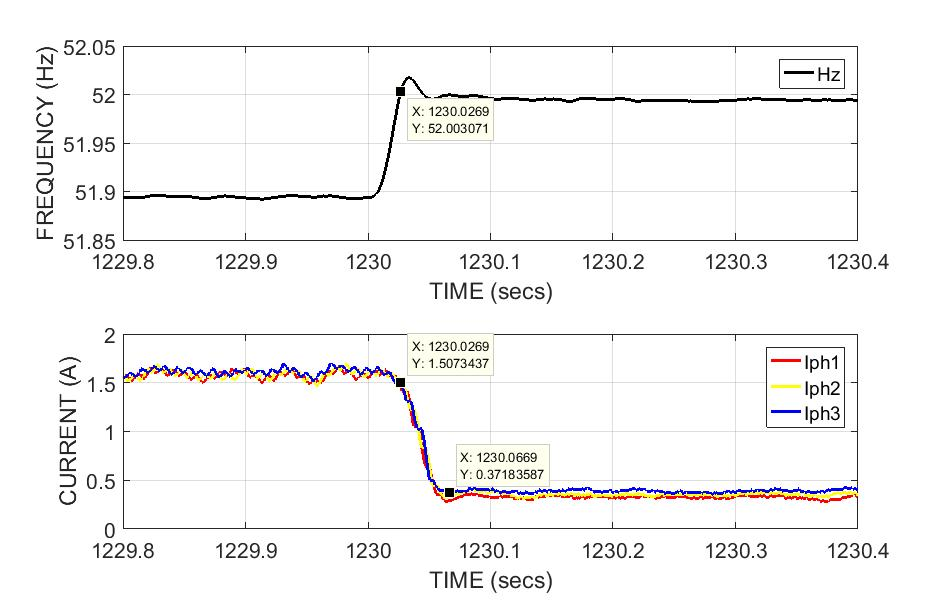 52.05
52
51.95
51.9
51.85
FREQUENCY (Hz)
Hz
X: 1230.0269
Y: 52.003071
1229.8 1229.9 1230 1230.1 1230.2 1230.3 1230.4
TIME (secs)
2
1.5
1
0.5
0
CURRENT (A)
X: 1230.0269
Y: 1.5073437
Iph1
Iph2
Iph3
X: 1230.0669
Y: 0.37183587
1229.8 1229.9 1230 1230.1 1230.2 1230.3 1230.4
TIME (secs)